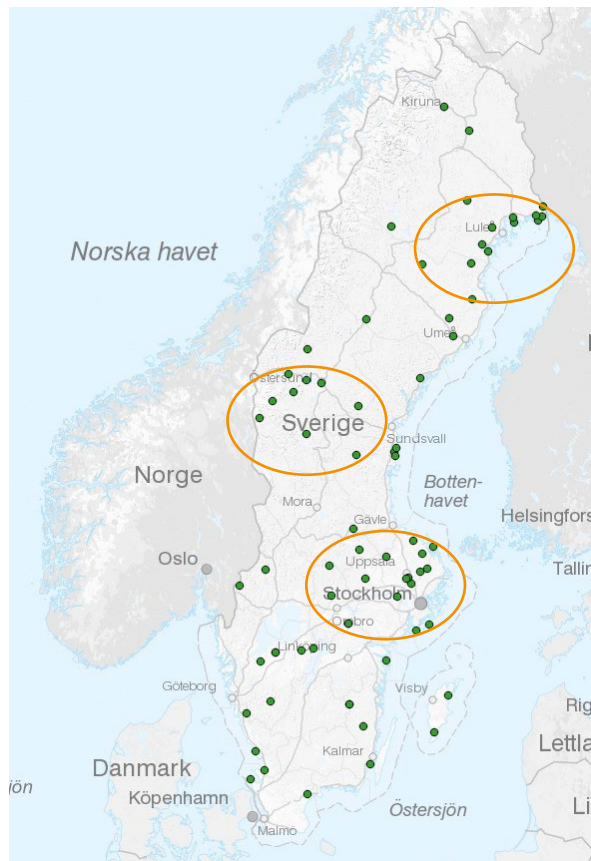 Kiruna
Norska havet
Luleå
Umeå
Östersund
Sverige
Sundsvall
Norge
Botten-
havet
Mora
Gävle
Helsingfors
Oslo
Uppsala
Tallin
Stockholm
Örebro
Linköping
Göteborg
Visby
Rig
Lettla
Kalmar
Danmark
Köpenhamn
Östersjön
Li
sjön
Malmö